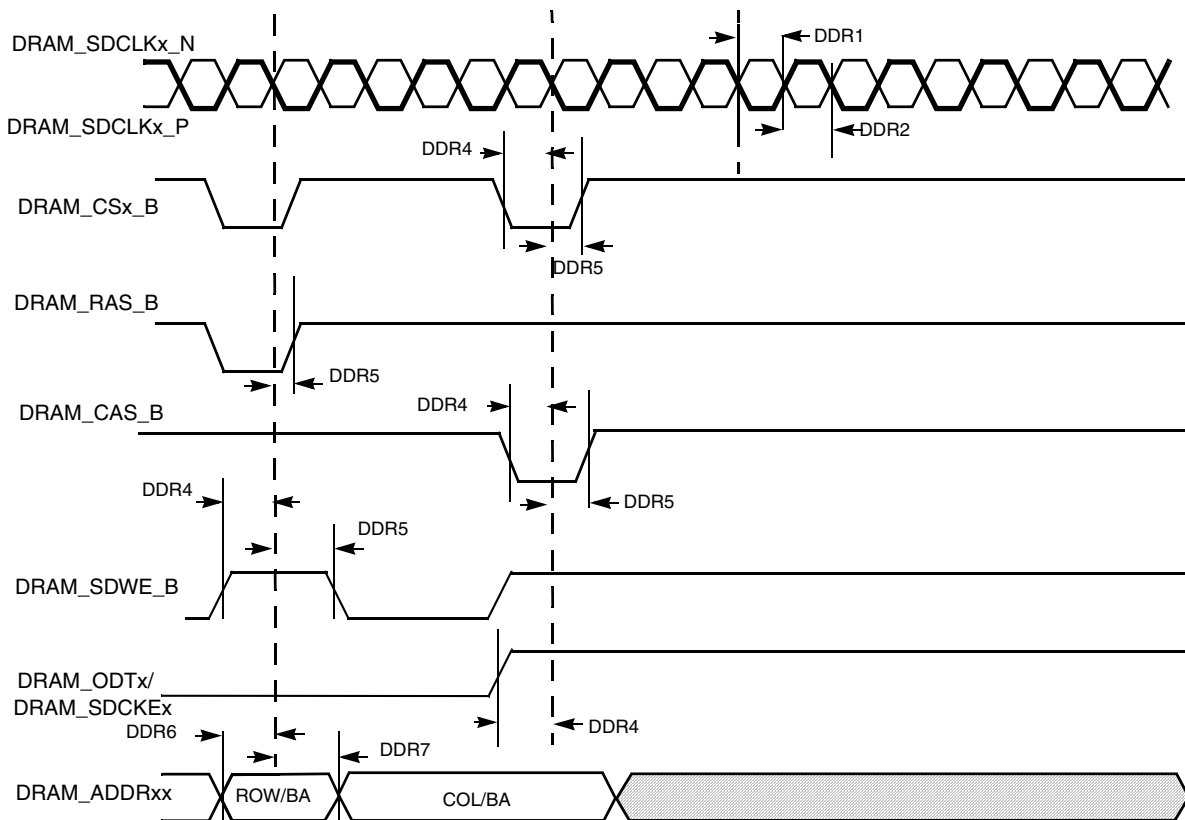 DRAM_SDCLKx_N
DDR1
DRAM_SDCLKx_P
DDR2
DDR4
DRAM_CSx_B
DDR5
DRAM_RAS_B
DDR5
DDR4
DRAM_CAS_B
DDR4
DDR5
DDR5
DRAM_SDWE_B
DRAM_ODTx/
DRAM_SDCKEx
DDR4
DDR6
DDR7
DRAM_ADDRxx
ROW/BA
COL/BA